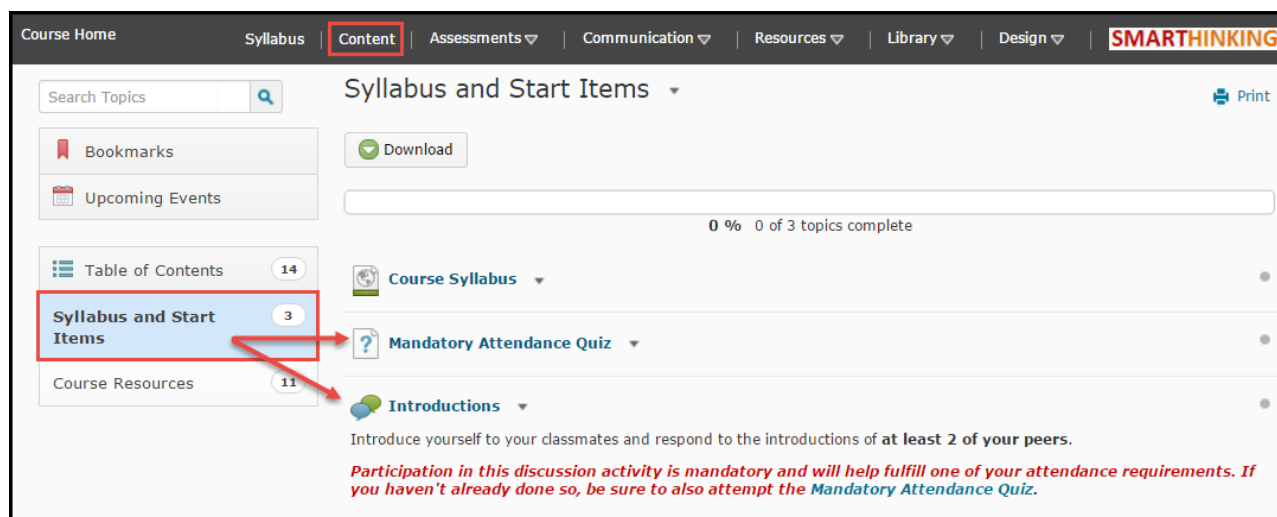 Course Home
Syllabus
Content
Assessments
Communication
Resources
Library
Design
SMARTHINKING
Search Topics
Bookmarks
Upcoming Events
Table of Contents 14
Syllabus and Start 3
Items
Course Resources 11
Syllabus and Start Items
Print
Download
0 % 0 of 3 topics complete
Course Syllabus
Mandatory Attendance Quiz
Introductions
Introduce yourself to your classmates and respond to the introductions of at least 2 of your peers.
Participation in this discussion activity is mandatory and will help fulfill one of your attendance requirements. If
you haven't already done so, be sure to also attempt the Mandatory Attendance Quiz.